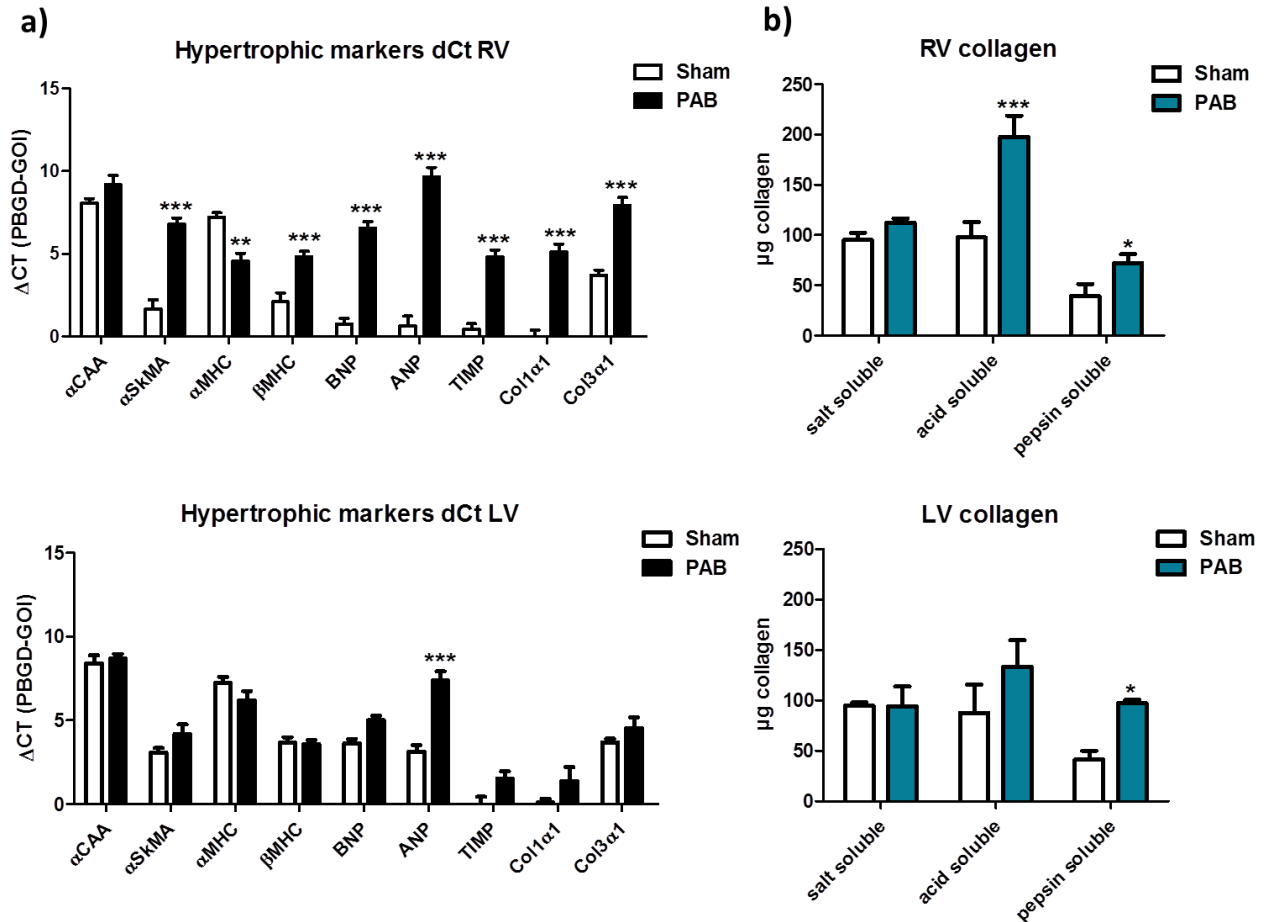 a)
Hypertrophic markers dCt RV
Sham
PAB
ΔCT (PBGD-GOI)
15
10
5
0
***
**
***
***
***
***
***
***
αCAA
αSkMA
αMHC
βMHC
BNP
ANP
TIMP
Col1α1
Col3α1
b)
RV collagen
Sham
PAB
µg collagen
250
200
150
100
50
0
***
*
salt soluble
acid soluble
pepsin soluble
Hypertrophic markers dCt LV
Sham
PAB
ΔCT (PBGD-GOI)
15
10
5
0
***
αCAA
αSkMA
αMHC
βMHC
BNP
ANP
TIMP
Col1α1
Col3α1
LV collagen
Sham
PAB
µg collagen
250
200
150
100
50
0
*
salt soluble
acid soluble
pepsin soluble